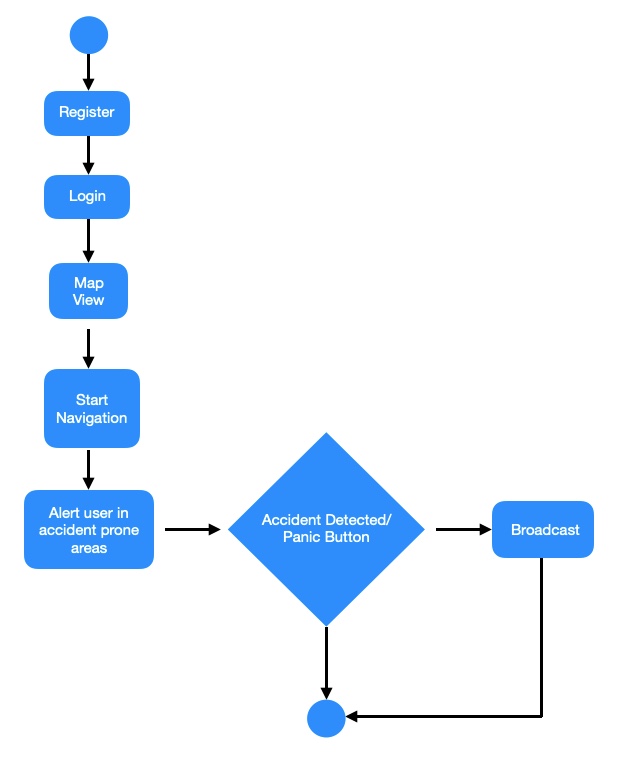 Register
Login
Map
View
Start
Navigation
Alert user in
accident prone
areas
Accident Detected/
Panic Button
Broadcast